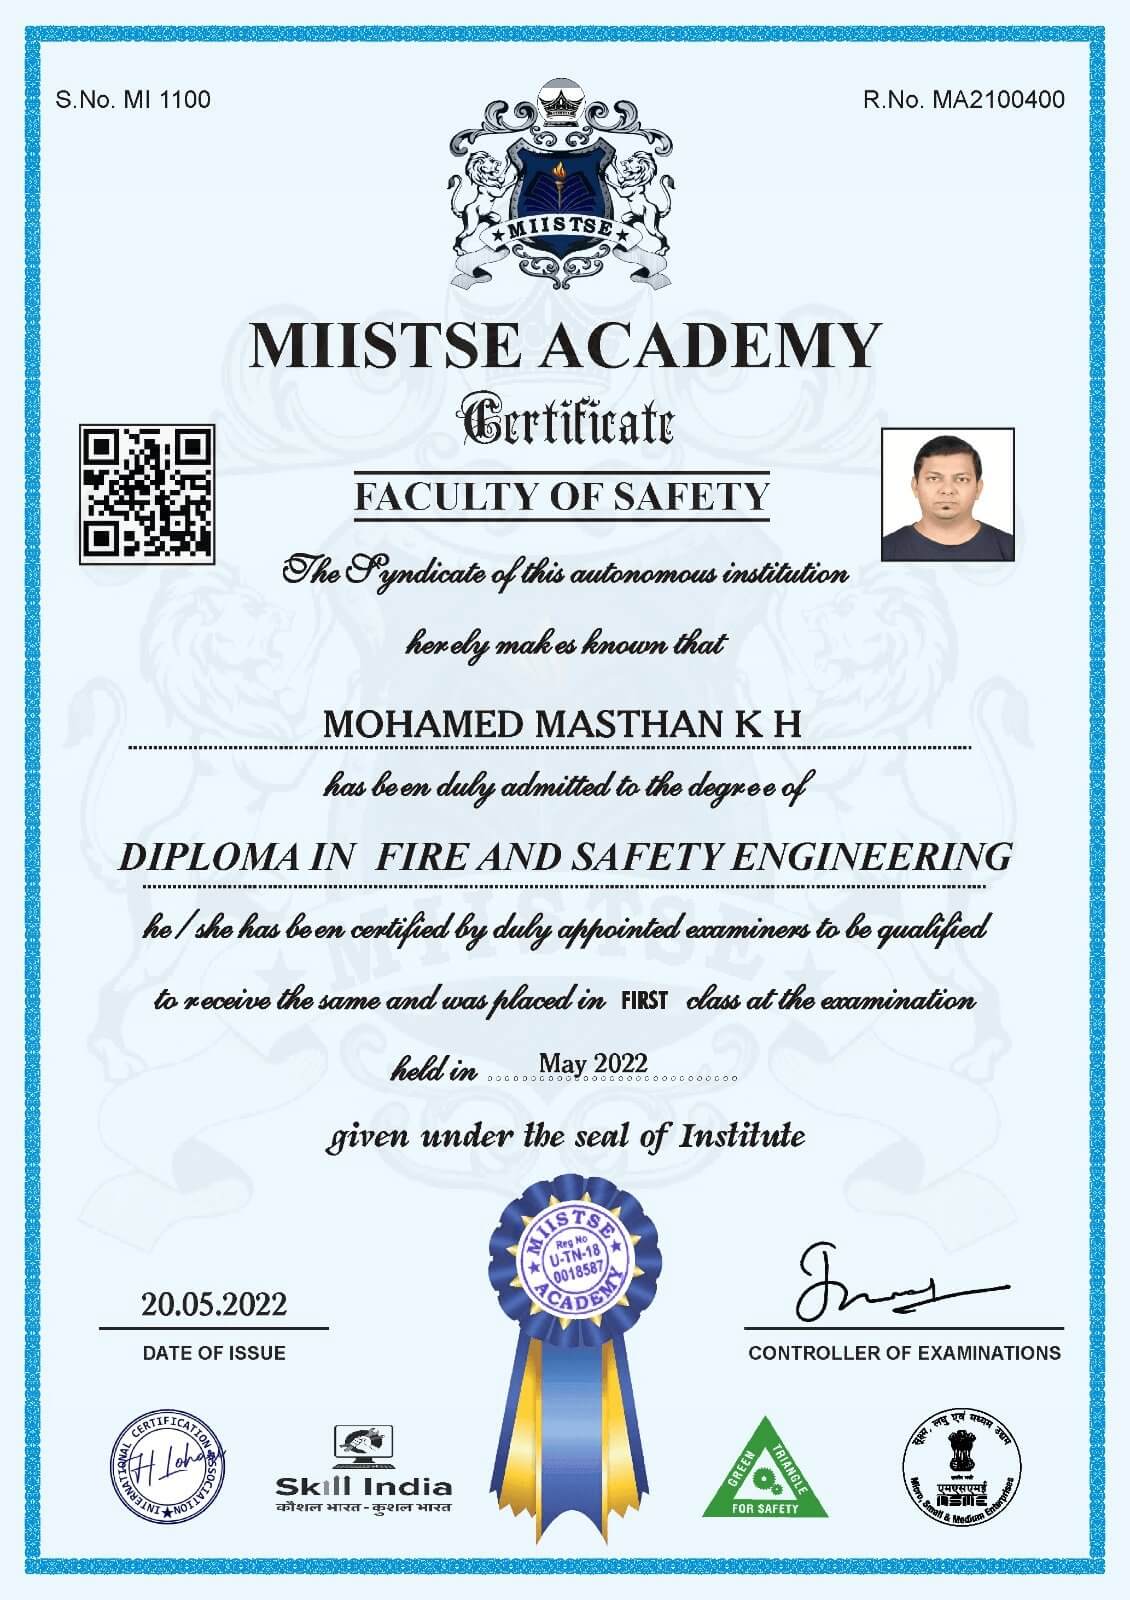 S.No. MI 1100
R.No. MA2100400
★ MIISTSE ★
MIISTSE ACADEMY
Certificate
FACULTY OF SAFETY
The Syndicate of this autonomous institution
herely makes known that
MOHAMED MASTHAN K H
has been duly admitted to the degree of
DIPLOMA IN FIRE AND SAFETY ENGINEERING
he / she has been certified by duly appointed examiners to be qualified
to receive the same and was placed in FIRST class at the examination
held in May 2022
given under the seal of Institute
MIISTSE
Reg No
U-TN-18
0018587
ACADEMY
20.05.2022
DATE OF ISSUE
CONTROLLER OF EXAMINATIONS
INTERNATIONAL CERTIFICATION ASSOCIATION
Skill India
कौशल भारत - कुशल भारत
GREEN TRIANGLE
FOR SAFETY
सूक्ष्म, लघु एवं मध्यम उद्यम
एमएसएमई
MSME
Micro, Small & Medium Enterprises